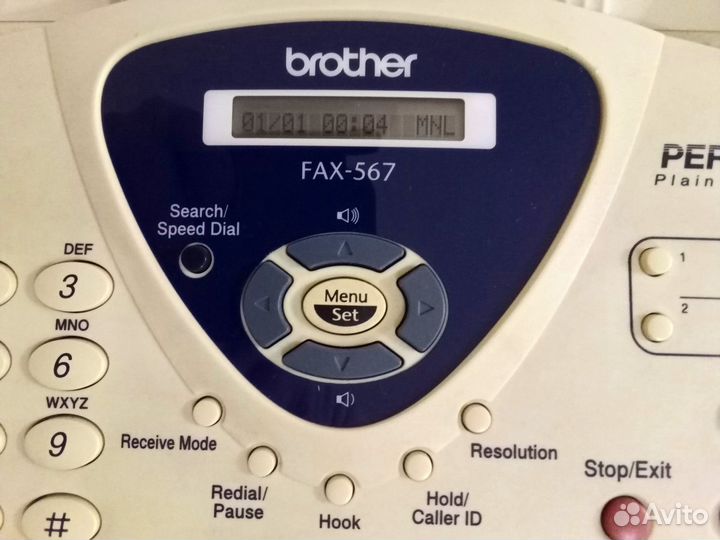 brother
01/01 00:04 MNL
FAX-567
PER
Plain
Search/
Speed Dial
DEF
3
Menu
Set
1
MNO
6
2
WXYZ
9
Receive Mode
Resolution
Redial/
Pause
Hook
Hold/
Caller ID
Stop/Exit
#
Avito